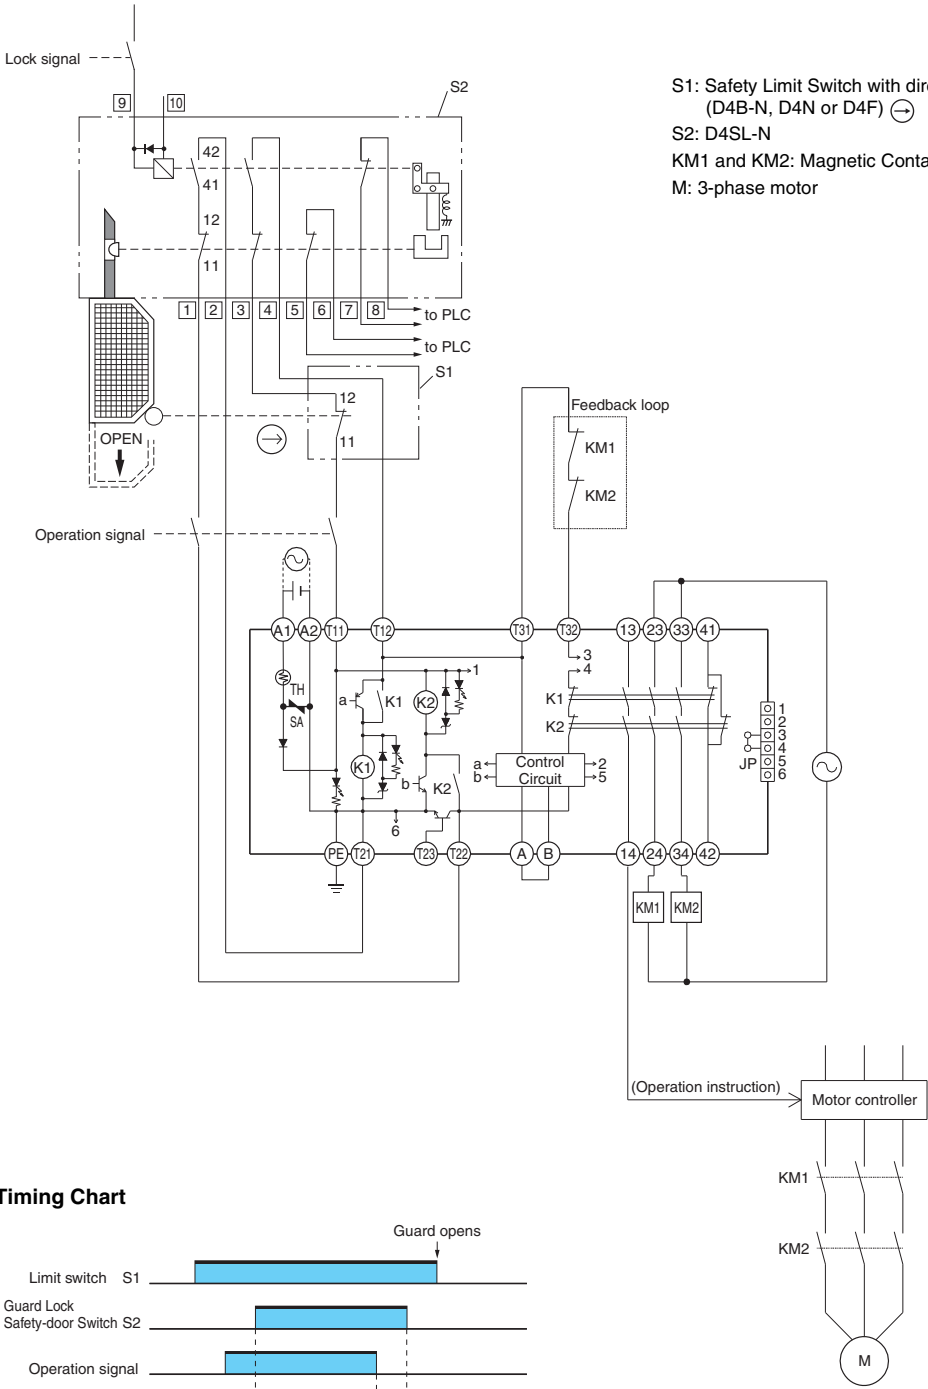 Lock signal
9
10
S2
S1: Safety Limit Switch with dire
(D4B-N, D4N or D4F)
S2: D4SL-N
KM1 and KM2: Magnetic Conta
M: 3-phase motor
42
41
12
11
1 2 3 4 5 6 7 8
to PLC
to PLC
S1
12
11
OPEN
Feedback loop
KM1
KM2
Operation signal
A1 A2 T11 T12 T31 T32 13 23 33 41
3
4
1
TH
SA
a
K1
K2
K1
K2
K1
b
K2
6
a
b
Control
Circuit
2
5
JP
1
2
3
4
5
6
PE T21 T23 T22 A B 14 24 34 42
KM1 KM2
(Operation instruction)
Motor controller
KM1
KM2
M
Timing Chart
Guard opens
Limit switch S1
Guard Lock
Safety-door Switch S2
Operation signal